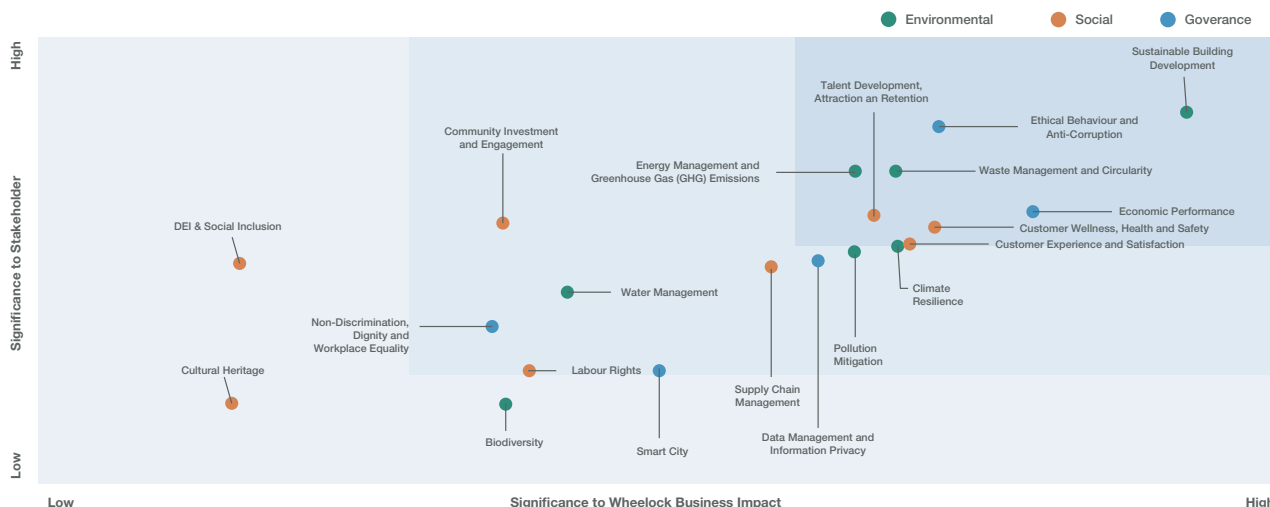 Environmental
Social
Goverance
High
Significance to Stakeholder
Low
Sustainable Building
Development
Talent Development,
Attraction an Retention
Ethical Behaviour and
Anti-Corruption
Community Investment
and Engagement
Energy Management and
Greenhouse Gas (GHG) Emissions
Waste Management and Circularity
Economic Performance
DEI & Social Inclusion
Customer Wellness, Health and Safety
Customer Experience and Satisfaction
Water Management
Climate
Resilience
Non-Discrimination,
Dignity and
Workplace Equality
Pollution
Mitigation
Cultural Heritage
Labour Rights
Supply Chain
Management
Biodiversity
Smart City
Data Management and
Information Privacy
Low
Significance to Wheelock Business Impact
High